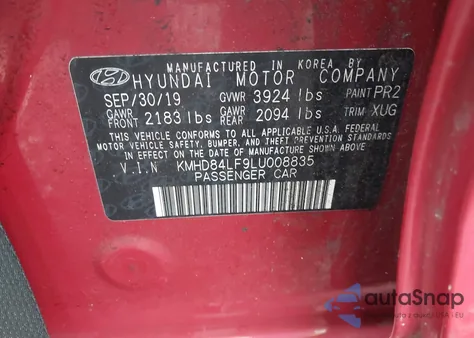 MANUFACTURED IN KOREA BY
HYUNDAI MOTOR COMPANY
SEP/30/19 GVWR 3924 lbs PAINT PR2
GAWR FRONT 2183 lbs GAWR REAR 2094 lbs TRIM XUG
THIS VEHICLE CONFORMS TO ALL APPLICABLE U.S.A. FEDERAL
MOTOR VEHICLE SAFETY, BUMPER, AND THEFT PREVENTION STANDARDS
IN EFFECT ON THE DATE OF MANUFACTURE SHOWN ABOVE.
V.I.N KMHD84LF9LU008835
PASSENGER CAR
autoSnap